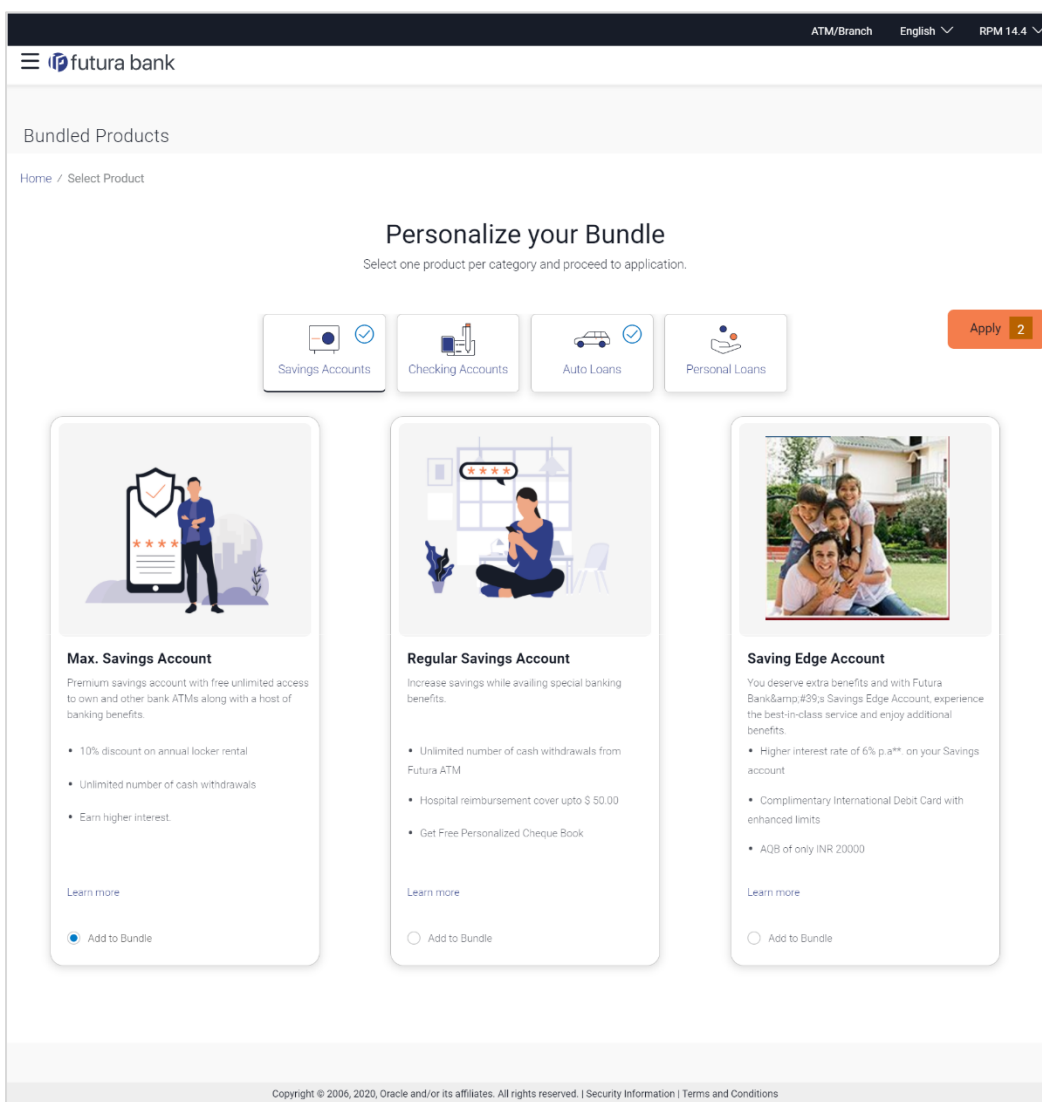 ATM/Branch English RPM 14.4
futura bank
Bundled Products
Home / Select Product
Personalize your Bundle
Select one product per category and proceed to application.
Apply 2
Savings Accounts Checking Accounts Auto Loans Personal Loans
****
****
Max. Savings Account
Premium savings account with free unlimited access
to own and other bank ATMs along with a host of
banking benefits.
• 10% discount on annual locker rental
• Unlimited number of cash withdrawals
• Earn higher interest.
Learn more
Add to Bundle
Regular Savings Account
Increase savings while availing special banking
benefits.
• Unlimited number of cash withdrawals from
Futura ATM
• Hospital reimbursement cover upto $ 50.00
• Get Free Personalized Cheque Book
Learn more
Add to Bundle
Saving Edge Account
You deserve extra benefits and with Futura
Bank&amp;#39;s Savings Edge Account, experience
the best-in-class service and enjoy additional
benefits.
• Higher interest rate of 6% p.a**. on your Savings
account
• Complimentary International Debit Card with
enhanced limits
• AQB of only INR 20000
Learn more
Add to Bundle
Copyright © 2006, 2020, Oracle and/or its affiliates. All rights reserved. | Security Information | Terms and Conditions